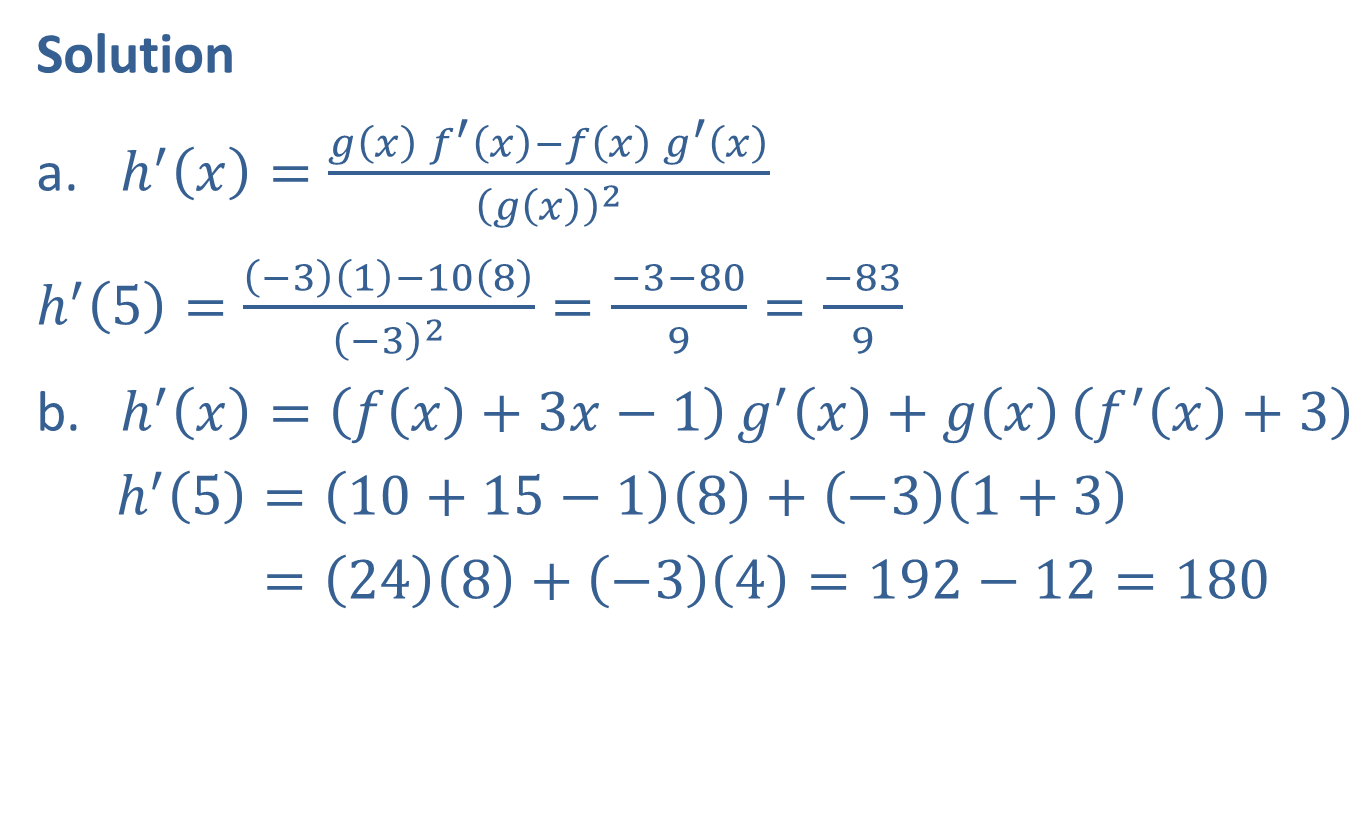 Solution
a. h′(x) = (g(x) f′(x)−f(x) g′(x))/((g(x))²)
h′(5) = ((−3)(1)−10(8))/((−3)²) = (−3−80)/9 = (−83)/9
b. h′(x) = (f(x) + 3x − 1) g′(x) + g(x) (f′(x) + 3)
h′(5) = (10 + 15 − 1)(8) + (−3)(1 + 3)
= (24)(8) + (−3)(4) = 192 − 12 = 180